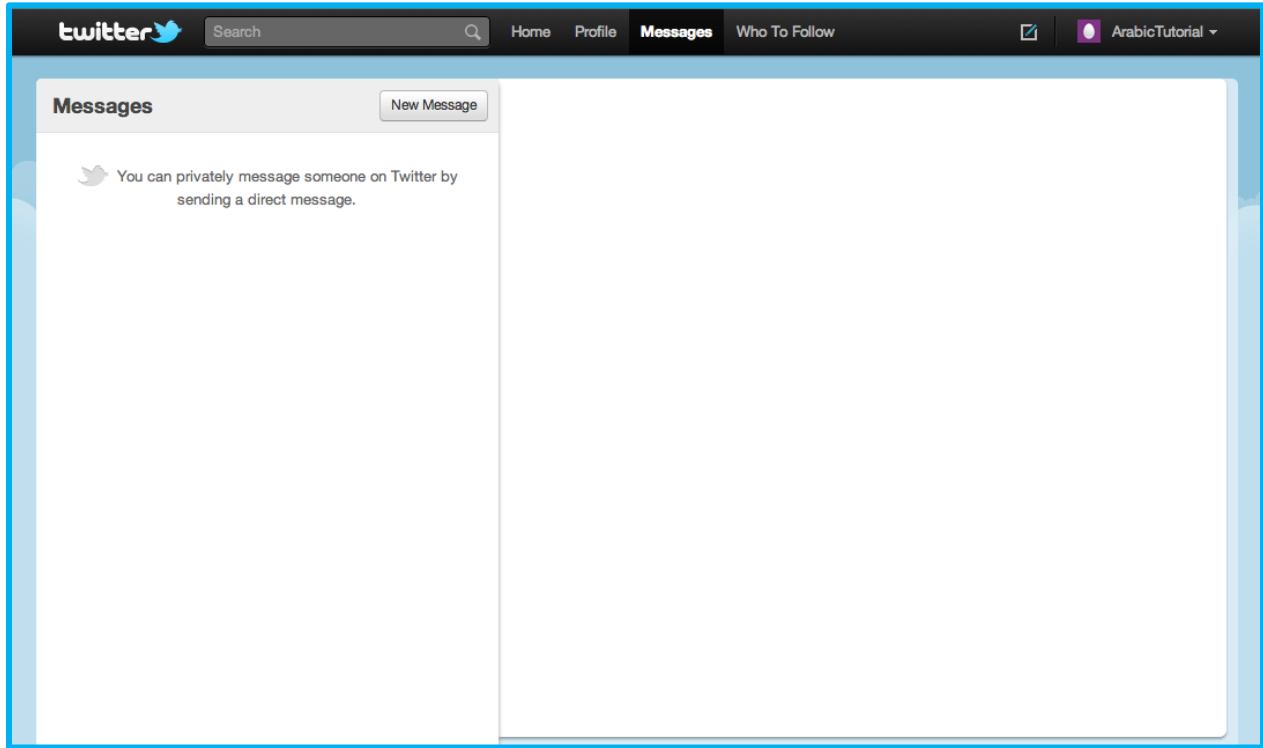 twitter Search Home Profile Messages Who To Follow ArabicTutorial
Messages New Message
You can privately message someone on Twitter by
sending a direct message.